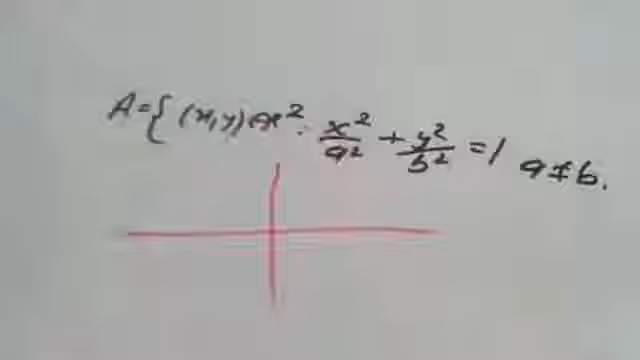 A={(x,y)∈R²: x²/a² + y²/b² =1 a≠b.